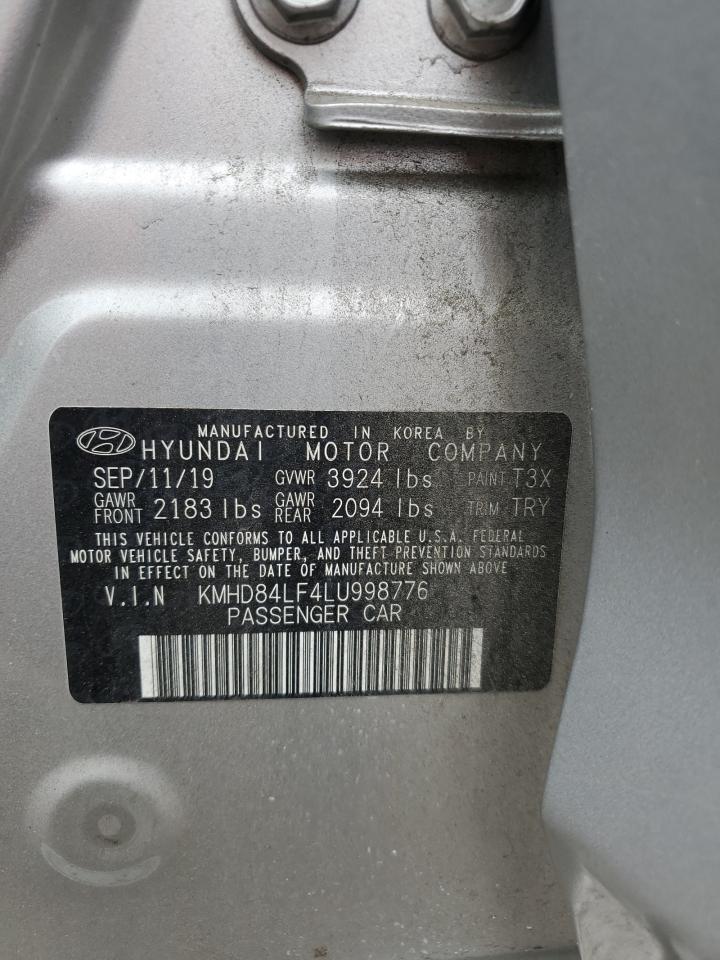 MANUFACTURED IN KOREA BY
HYUNDAI MOTOR COMPANY
SEP/11/19 GVWR 3924 lbs PAINT T3X
GAWR FRONT 2183 lbs GAWR REAR 2094 lbs TRIM TRY
THIS VEHICLE CONFORMS TO ALL APPLICABLE U.S.A. FEDERAL
MOTOR VEHICLE SAFETY, BUMPER, AND THEFT PREVENTION STANDARDS
IN EFFECT ON THE DATE OF MANUFACTURE SHOWN ABOVE.
V.I.N KMHD84LF4LU998776
PASSENGER CAR